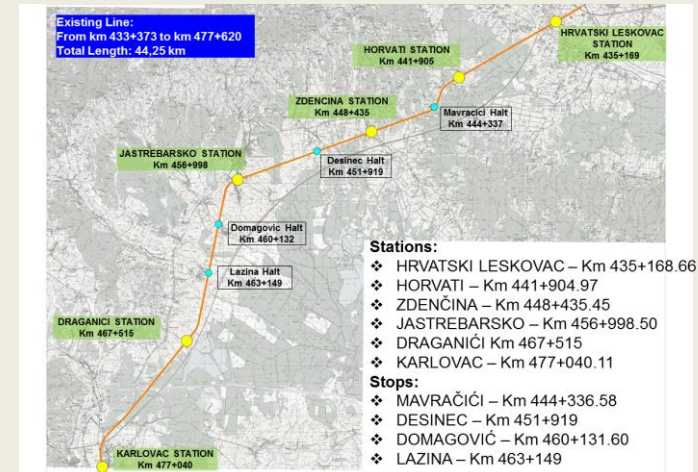 Existing Line:
From km 433+373 to km 477+620
Total Length: 44,25 km
HRVATSKI LESKOVAC
STATION
Km 435+169
HORVATI STATION
Km 441+905
ZDENCINA STATION
Km 448+435
Mavracici Halt
Km 444+337
JASTREBARSKO STATION
Km 456+998
Desinec Halt
Km 451+919
Domagovic Halt
Km 460+132
Lazina Halt
Km 463+149
DRAGANICI STATION
Km 467+515
KARLOVAC STATION
Km 477+040
Stations:
❖ HRVATSKI LESKOVAC – Km 435+168.66
❖ HORVATI – Km 441+904.97
❖ ZDENČINA – Km 448+435.45
❖ JASTREBARSKO – Km 456+998.50
❖ DRAGANIĆI Km 467+515
❖ KARLOVAC – Km 477+040.11
Stops:
❖ MAVRAČIĆI – Km 444+336.58
❖ DESINEC – Km 451+919
❖ DOMAGOVIĆ – Km 460+131.60
❖ LAZINA – Km 463+149